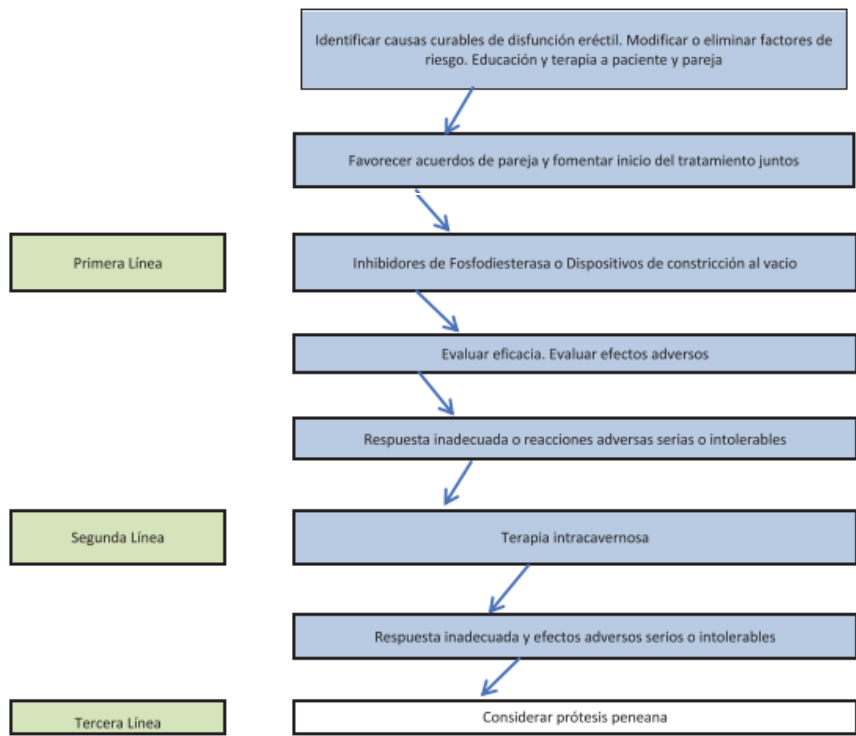 Identificar causas curables de disfunción eréctil. Modificar o eliminar factores de
riesgo. Educación y terapia a paciente y pareja
Favorecer acuerdos de pareja y fomentar inicio del tratamiento juntos
Primera Línea
Inhibidores de Fosfodiesterasa o Dispositivos de constricción al vacio
Evaluar eficacia. Evaluar efectos adversos
Respuesta inadecuada o reacciones adversas serias o intolerables
Segunda Línea
Terapia intracavernosa
Respuesta inadecuada y efectos adversos serios o intolerables
Tercera Línea
Considerar prótesis peneana